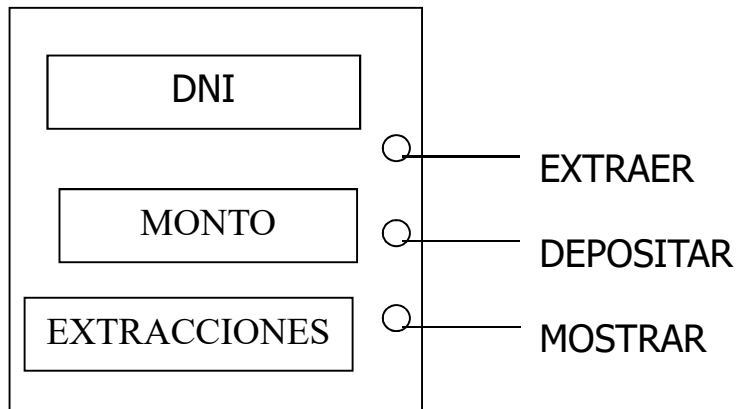 DNI
EXTRAER
MONTO
DEPOSITAR
EXTRACCIONES
MOSTRAR